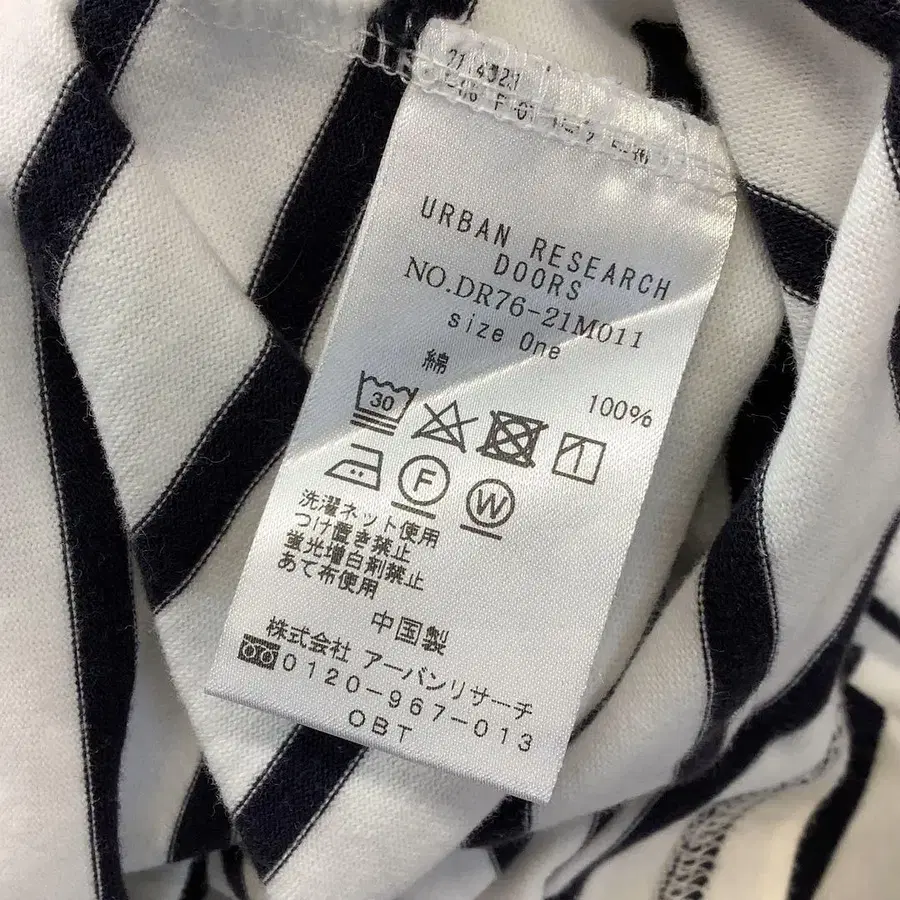 URBAN RESEARCH
DOORS
NO.DR76-21M011
size One
綿 100%
30
F W
洗濯ネット使用
つけ置き禁止
蛍光増白剤禁止
あて布使用
中国製
株式会社 アーバンリサーチ
0120-967-013
OBT